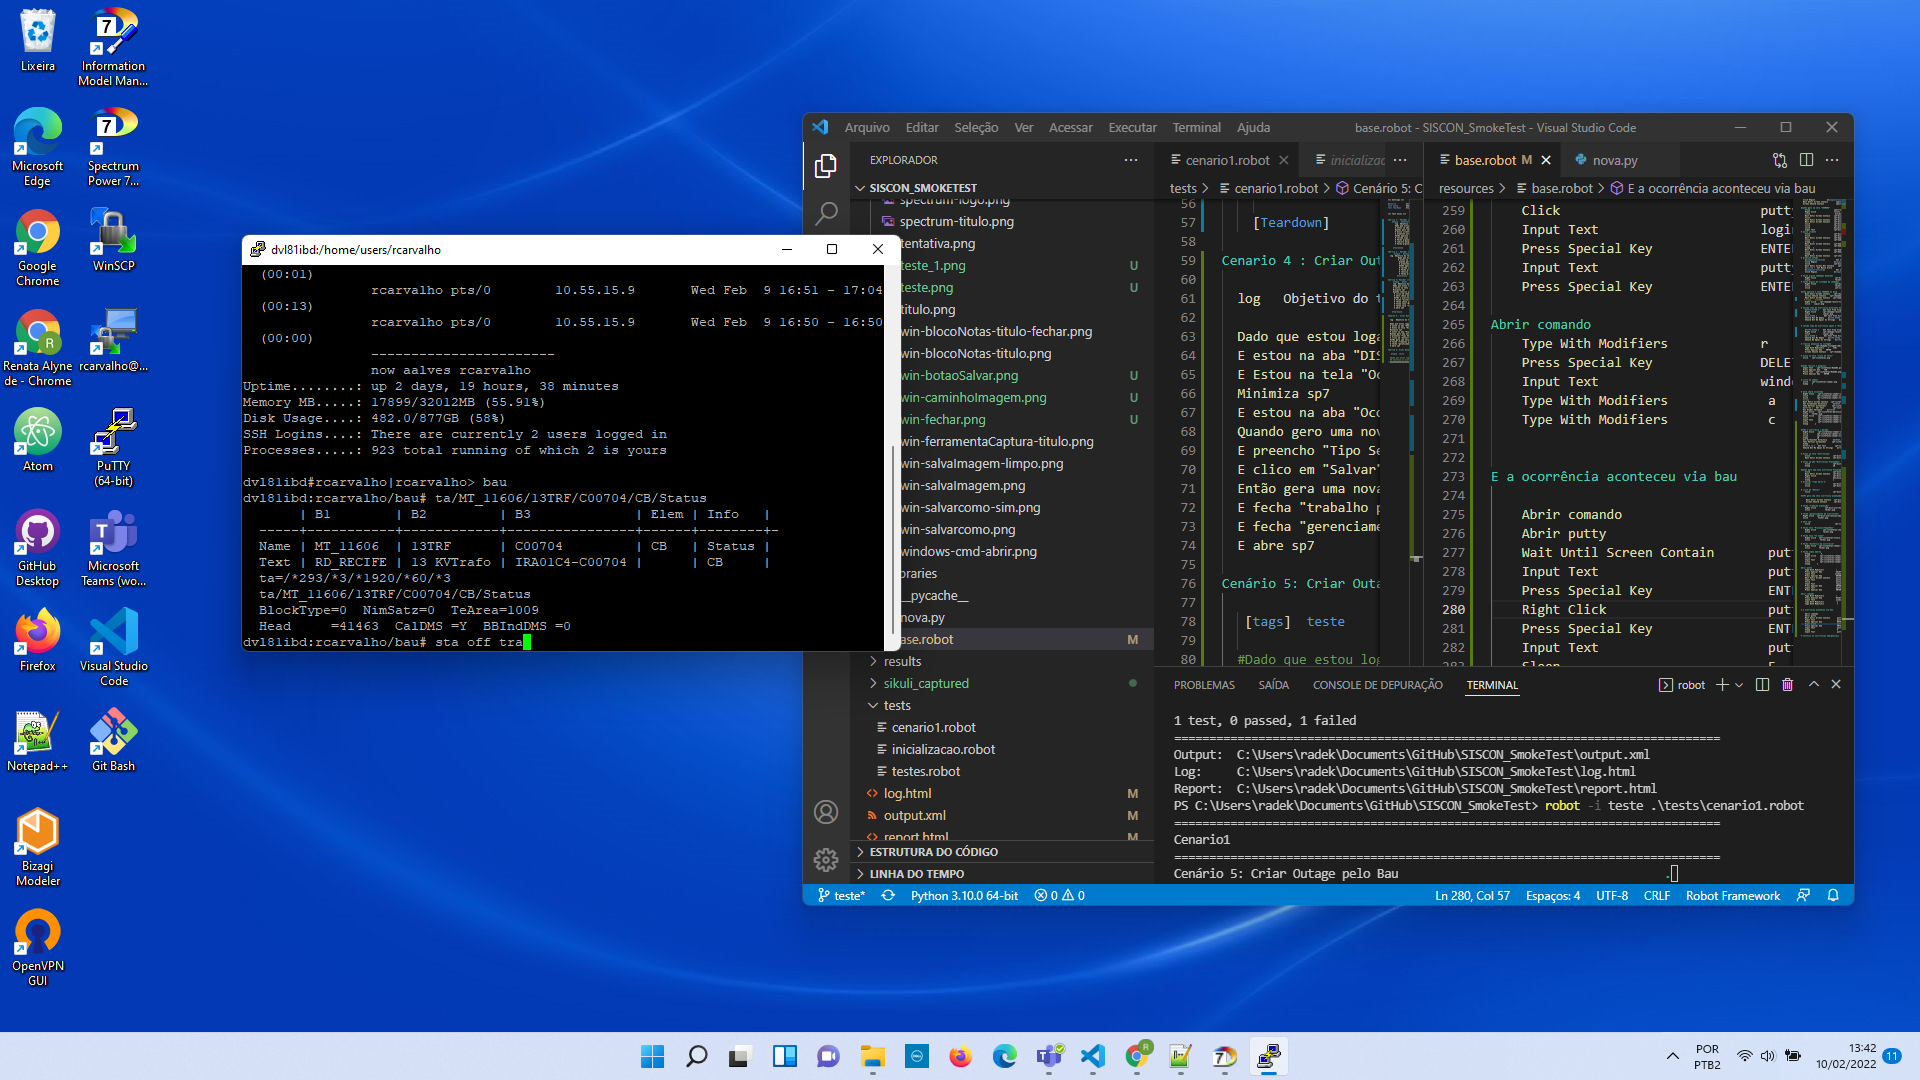 Lixeira
Information
Model Man...
Microsoft
Edge
Spectrum
Power 7...
Google
Chrome
WinSCP
Renata Alyne
de - Chrome
rcarvalho@...
Atom
PuTTY
(64-bit)
GitHub
Desktop
Microsoft
Teams (wo...
Firefox
Visual Studio
Code
Notepad++
Git Bash
Bizagi
Modeler
OpenVPN
GUI
dvl81ibd:/home/users/rcarvalho
(00:01)
rcarvalho pts/0 10.55.15.9 Wed Feb 9 16:51 - 17:04
(00:13)
rcarvalho pts/0 10.55.15.9 Wed Feb 9 16:50 - 16:50
(00:00)
-----------------------
now aalves rcarvalho
Uptime........: up 2 days, 19 hours, 38 minutes
Memory MB.....: 17899/32012MB (55.91%)
Disk Usage....: 482.0/877GB (58%)
SSH Logins....: There are currently 2 users logged in
Processes.....: 923 total running of which 2 is yours
dvl81ibd#rcarvalho|rcarvalho> bau
dvl81ibd:rcarvalho/bau# ta/MT_11606/13TRF/C00704/CB/Status
| B1 | B2 | B3 | Elem | Info |
------+-----------+------------+----------------+------+--------+-
Name | MT_11606 | 13TRF | C00704 | CB | Status |
Text | RD_RECIFE | 13 KVTrafo | IRA01C4-C00704 | | CB |
ta=/*293/*3/*1920/*60/*3
ta/MT_11606/13TRF/C00704/CB/Status
BlockType=0 NimSatz=0 TeArea=1009
Head =41463 CalDMS =Y BBIndDMS =0
dvl81ibd:rcarvalho/bau# sta off tra
Arquivo Editar Seleção Ver Acessar Executar Terminal Ajuda
base.robot - SISCON_SmokeTest - Visual Studio Code
EXPLORADOR
SISCON_SMOKETEST
spectrum-logo.png
spectrum-titulo.png
tentativa.png
teste_1.png U
teste.png U
titulo.png
win-blocoNotas-titulo-fechar.png
win-blocoNotas-titulo.png
win-botaoSalvar.png U
win-caminhoImagem.png U
win-fechar.png U
win-ferramentaCaptura-titulo.png
win-salvaImagem-limpo.png
win-salvaImagem.png
win-salvarcomo-sim.png
win-salvarcomo.png
windows-cmd-abrir.png
braries
__pycache__
nova.py
ase.robot M
results
sikuli_captured
tests
cenario1.robot
inicializacao.robot
testes.robot
log.html M
output.xml M
report.html M
ESTRUTURA DO CÓDIGO
LINHA DO TEMPO
cenario1.robot
inicializac
tests > cenario1.robot > Cenário 5: C
56
57 [Teardown]
58
59 Cenario 4 : Criar Out
60
61 log Objetivo do t
62
63 Dado que estou loga
64 E estou na aba "DIS
65 E Estou na tela "Oc
66 Minimiza sp7
67 E estou na aba "Oco
68 Quando gero uma nov
69 E preencho "Tipo Se
70 E clico em "Salvar"
71 Então gera uma nova
72 E fecha "trabalho p
73 E fecha "gerenciame
74 E abre sp7
75
76 Cenário 5: Criar Outa
77
78 [tags] teste
79
80 #Dado que estou log
base.robot M
nova.py
resources > base.robot > E a ocorrência aconteceu via bau
259 Click putt
260 Input Text login
261 Press Special Key ENTE
262 Input Text putt
263 Press Special Key ENTE
264
265 Abrir comando
266 Type With Modifiers r
267 Press Special Key DELE
268 Input Text wind
269 Type With Modifiers a
270 Type With Modifiers c
271
272
273 E a ocorrência aconteceu via bau
274
275 Abrir comando
276 Abrir putty
277 Wait Until Screen Contain put
278 Input Text put
279 Press Special Key ENT
280 Right Click put
281 Press Special Key ENT
282 Input Text put
283 Sleep 5
PROBLEMAS SAÍDA CONSOLE DE DEPURAÇÃO TERMINAL
robot
1 test, 0 passed, 1 failed
==============================================================================
Output: C:\Users\radek\Documents\GitHub\SISCON_SmokeTest\output.xml
Log: C:\Users\radek\Documents\GitHub\SISCON_SmokeTest\log.html
Report: C:\Users\radek\Documents\GitHub\SISCON_SmokeTest\report.html
PS C:\Users\radek\Documents\GitHub\SISCON_SmokeTest> robot -i teste .\tests\cenario1.robot
==============================================================================
Cenario1
==============================================================================
Cenário 5: Criar Outage pelo Bau .
teste* Python 3.10.0 64-bit 0 0
Ln 280, Col 57 Espaços: 4 UTF-8 CRLF Robot Framework
POR
PTB2
13:42
10/02/2022
11